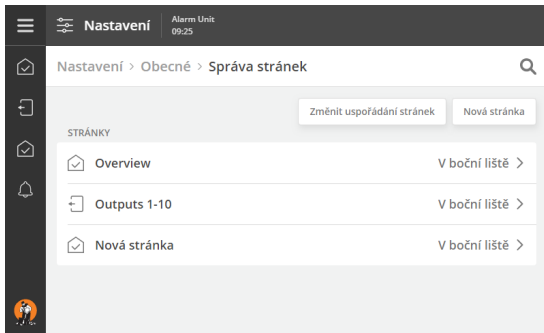 Nastavení
Alarm Unit
09:25
Nastavení > Obecné > Správa stránek
Změnit uspořádání stránek
Nová stránka
STRÁNKY
Overview
V boční liště >
Outputs 1-10
V boční liště >
Nová stránka
V boční liště >